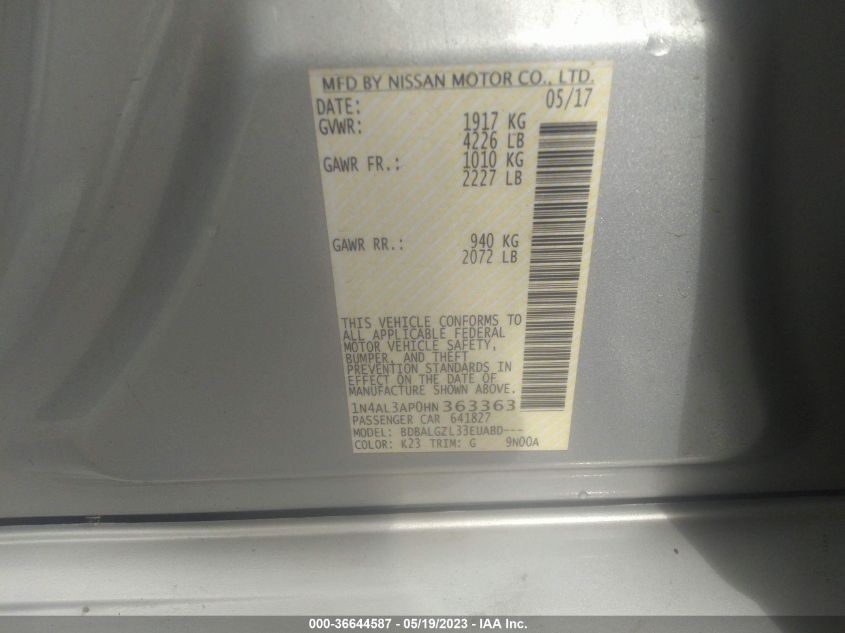 MFD BY NISSAN MOTOR CO., LTD.
DATE: 05/17
GVWR: 1917 KG
4226 LB
GAWR FR.: 1010 KG
2227 LB
GAWR RR.: 940 KG
2072 LB
THIS VEHICLE CONFORMS TO
ALL APPLICABLE FEDERAL
MOTOR VEHICLE SAFETY,
BUMPER, AND THEFT
PREVENTION STANDARDS IN
EFFECT ON THE DATE OF
MANUFACTURE SHOWN ABOVE.
1N4AL3AP0HN363363
PASSENGER CAR 641827
MODEL: BDBALGZL33EUABD---
COLOR: K23 TRIM: G 9N00A
000-36644587 - 05/19/2023 - IAA Inc.